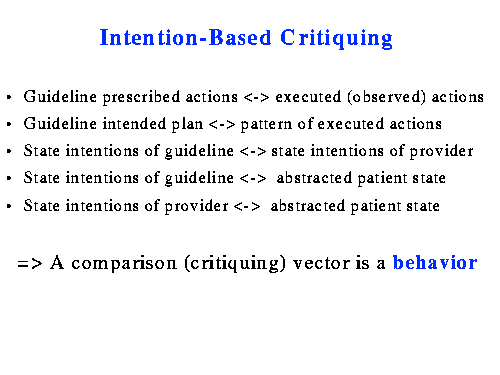 Intention-Based Critiquing
• Guideline prescribed actions <-> executed (observed) actions
• Guideline intended plan <-> pattern of executed actions
• State intentions of guideline <-> state intentions of provider
• State intentions of guideline <-> abstracted patient state
• State intentions of provider <-> abstracted patient state
=> A comparison (critiquing) vector is a behavior